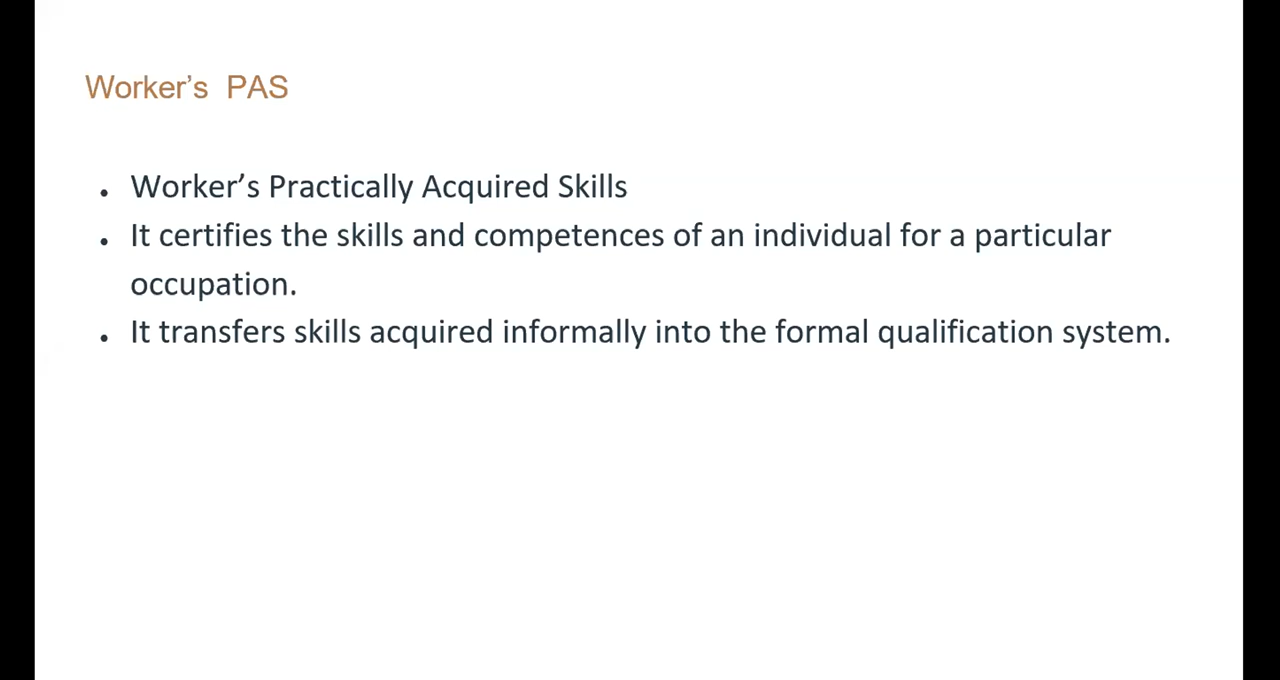 Worker’s PAS
• Worker’s Practically Acquired Skills
• It certifies the skills and competences of an individual for a particular
occupation.
• It transfers skills acquired informally into the formal qualification system.